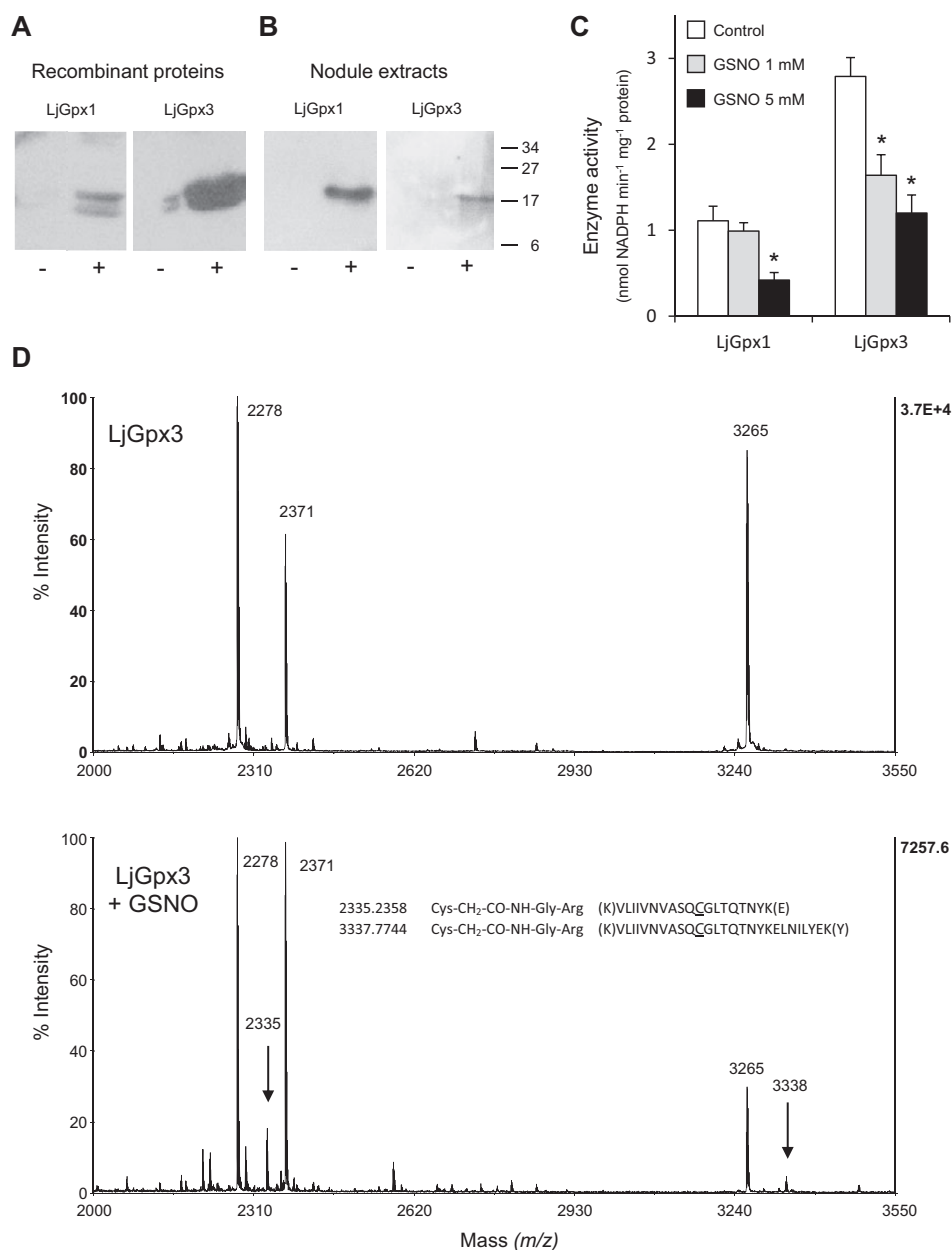 A
B
C
Recombinant proteins
Nodule extracts
LjGpx1
LjGpx3
LjGpx1
LjGpx3
34
27
17
6
-
+
-
+
-
+
-
+
Control
GSNO 1 mM
GSNO 5 mM
Enzyme activity
(nmol NADPH min-1 mg-1 protein)
3
2
1
0
*
*
*
LjGpx1
LjGpx3
D
LjGpx3
% Intensity
100
80
60
40
20
0
2278
2371
3265
3.7E+4
2000
2310
2620
2930
3240
3550
LjGpx3
+ GSNO
% Intensity
100
80
60
40
20
0
2278
2371
7257.6
2335.2358 Cys-CH2-CO-NH-Gly-Arg (K)VLIIVNVASQCGLTQTNYK(E)
3337.7744 Cys-CH2-CO-NH-Gly-Arg (K)VLIIVNVASQCGLTQTNYKELNILYEK(Y)
2335
3265
3338
2000
2310
2620
2930
3240
3550
Mass (m/z)